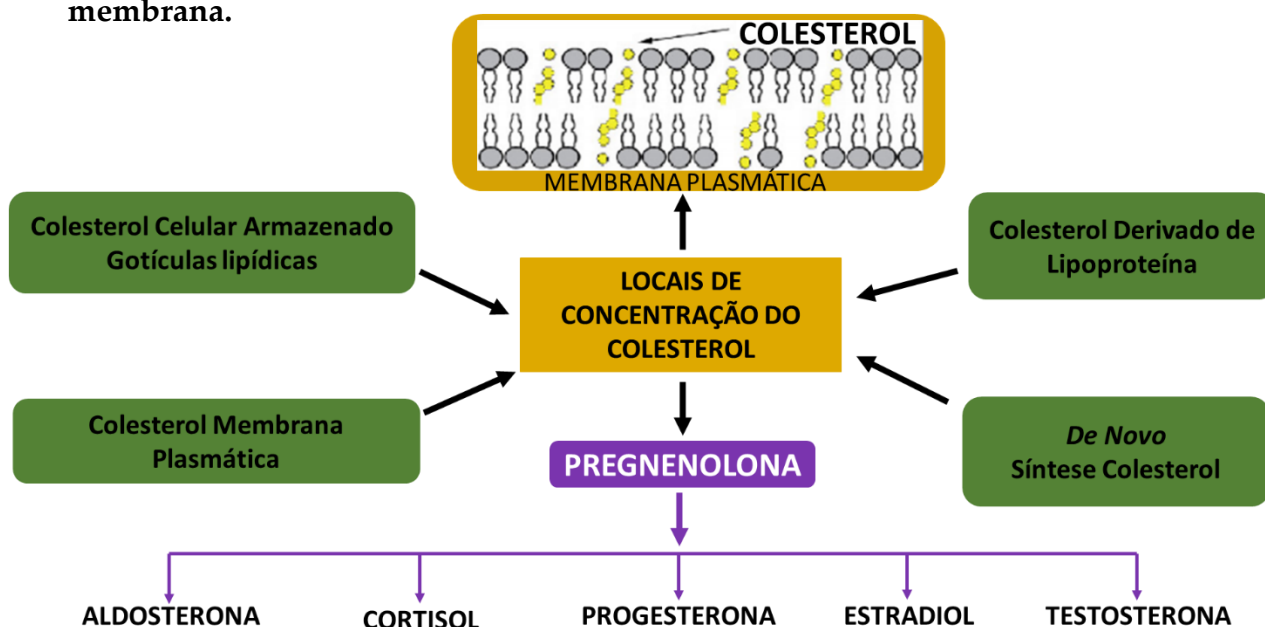 membrana.
COLESTEROL
MEMBRANA PLASMÁTICA
Colesterol Celular Armazenado
Gotículas lipídicas
Colesterol Derivado de
Lipoproteína
LOCAIS DE
CONCENTRAÇÃO DO
COLESTEROL
Colesterol Membrana
Plasmática
De Novo
Síntese Colesterol
PREGNENOLONA
ALDOSTERONA
CORTISOL
PROGESTERONA
ESTRADIOL
TESTOSTERONA